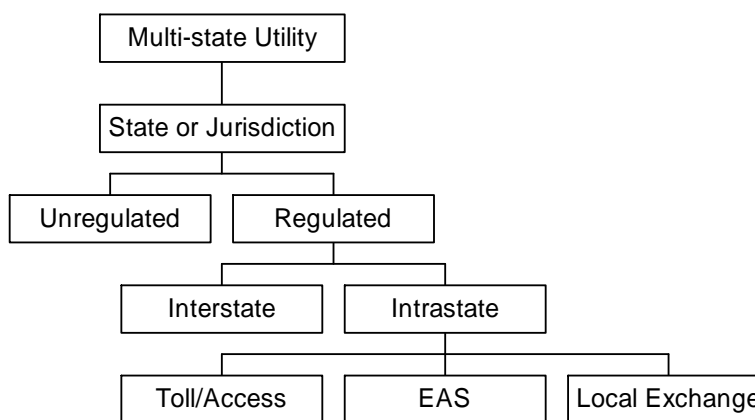 Multi-state Utility
State or Jurisdiction
Unregulated
Regulated
Interstate
Intrastate
Toll/Access
EAS
Local Exchange